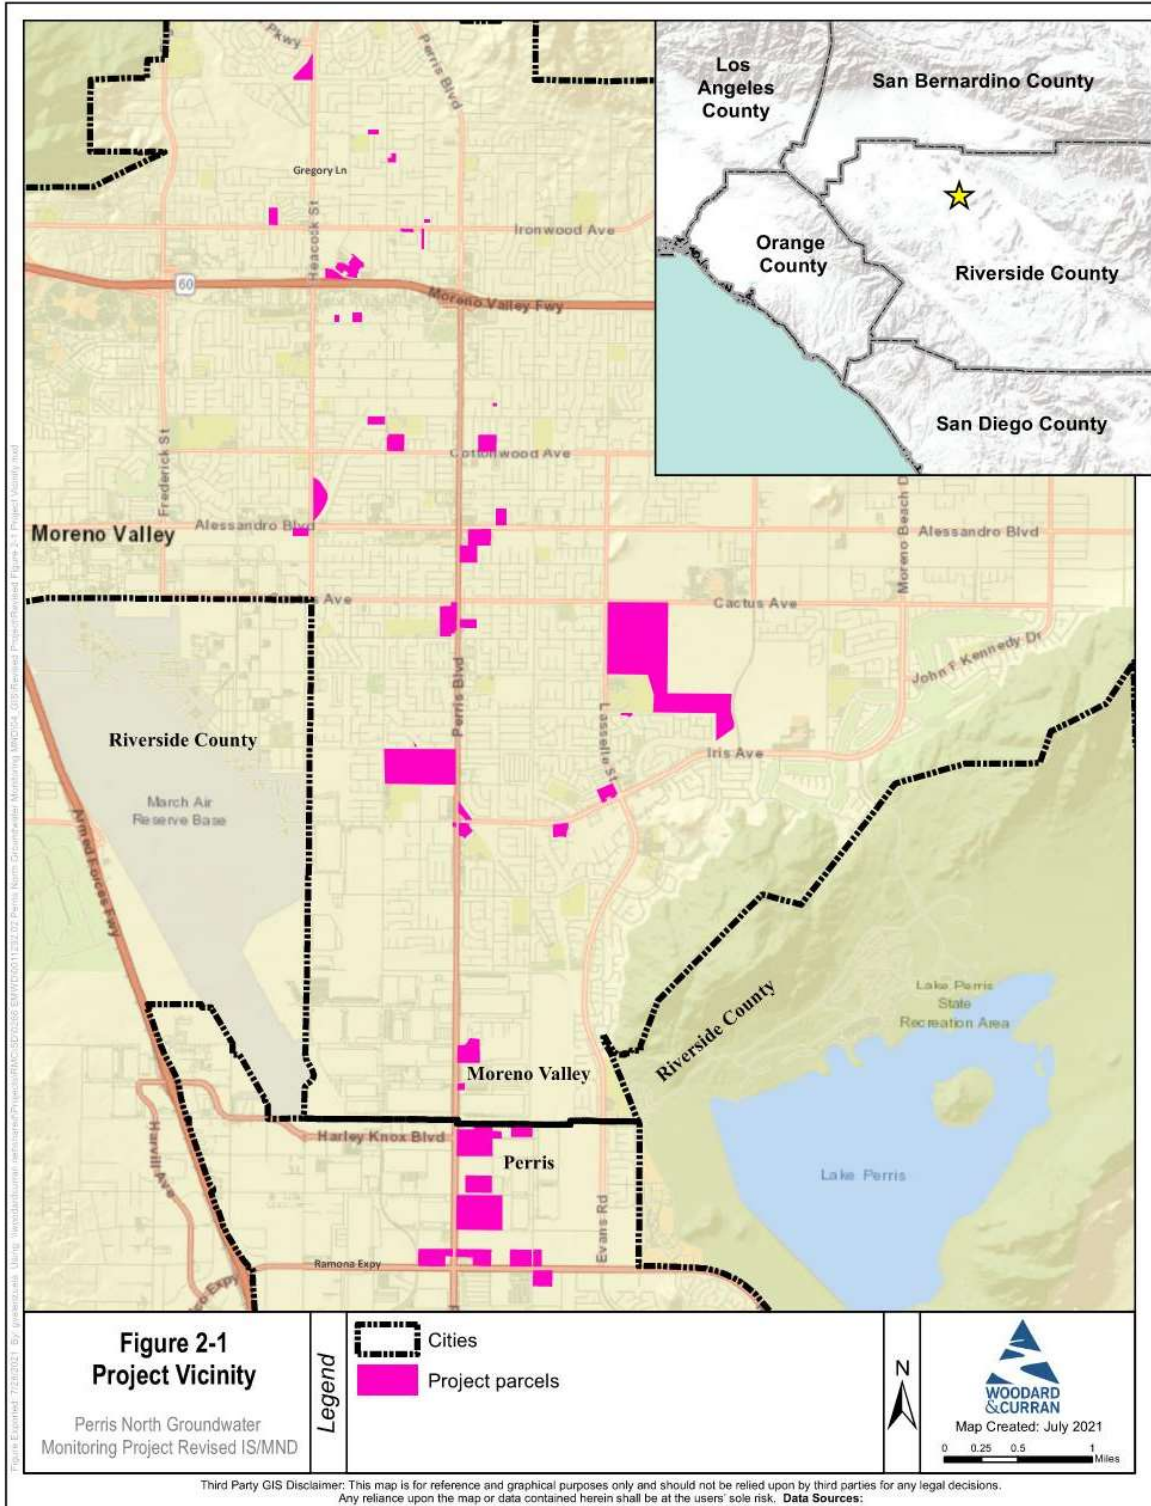 Pkwy
Perris Blvd
Gregory Ln
Heacock St
Ironwood Ave
60
Moreno Valley Fwy
Los
Angeles
County
San Bernardino County
Orange
County
Riverside County
San Diego County
Frederick St
Cottonwood Ave
Moreno Valley
Alessandro Blvd
Alessandro Blvd
Moreno Beach D
Ave
Cactus Ave
John F Kennedy Dr
Perris Blvd
Lasselle St
Iris Ave
Riverside County
March Air
Reserve Base
Armed Forces Fwy
Riverside County
Lake Perris
State
Recreation Area
Moreno Valley
Harley Knox Blvd
Perris
Harvill Ave
Lake Perris
Evans Rd
Ramona Expy
Expy
Figure 2-1
Project Vicinity
Perris North Groundwater
Monitoring Project Revised IS/MND
Legend
Cities
Project parcels
N
WOODARD
&CURRAN
Map Created: July 2021
0 0.25 0.5 1
Miles
Third Party GIS Disclaimer: This map is for reference and graphical purposes only and should not be relied upon by third parties for any legal decisions.
Any reliance upon the map or data contained herein shall be at the users' sole risk. Data Sources: